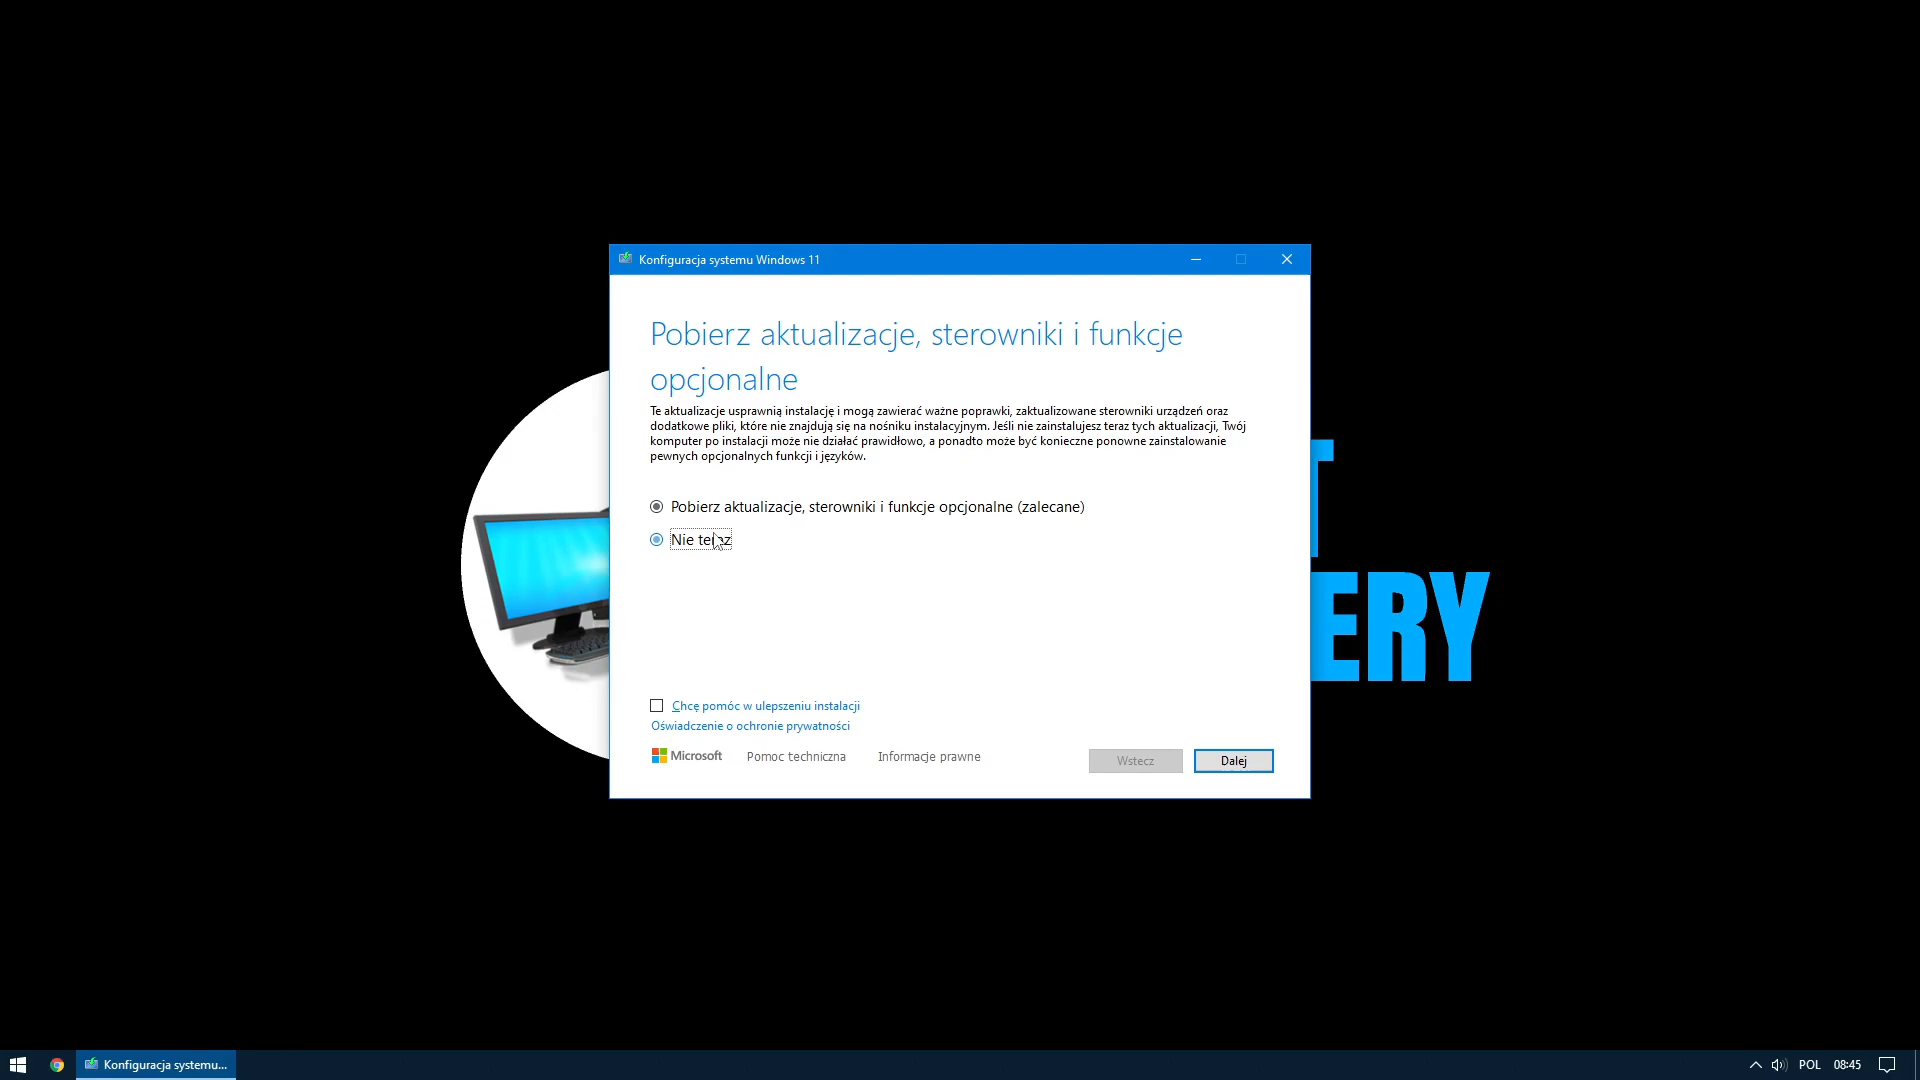 Konfiguracja systemu Windows 11
Pobierz aktualizacje, sterowniki i funkcje
opcjonalne
Te aktualizacje usprawnią instalację i mogą zawierać ważne poprawki, zaktualizowane sterowniki urządzeń oraz
dodatkowe pliki, które nie znajdują się na nośniku instalacyjnym. Jeśli nie zainstalujesz teraz tych aktualizacji, Twój
komputer po instalacji może nie działać prawidłowo, a ponadto może być konieczne ponowne zainstalowanie
pewnych opcjonalnych funkcji i języków.
Pobierz aktualizacje, sterowniki i funkcje opcjonalne (zalecane)
Nie teraz
T
ERY
Chcę pomóc w ulepszeniu instalacji
Oświadczenie o ochronie prywatności
Microsoft Pomoc techniczna Informacje prawne Wstecz Dalej
Konfiguracja systemu... POL 08:45